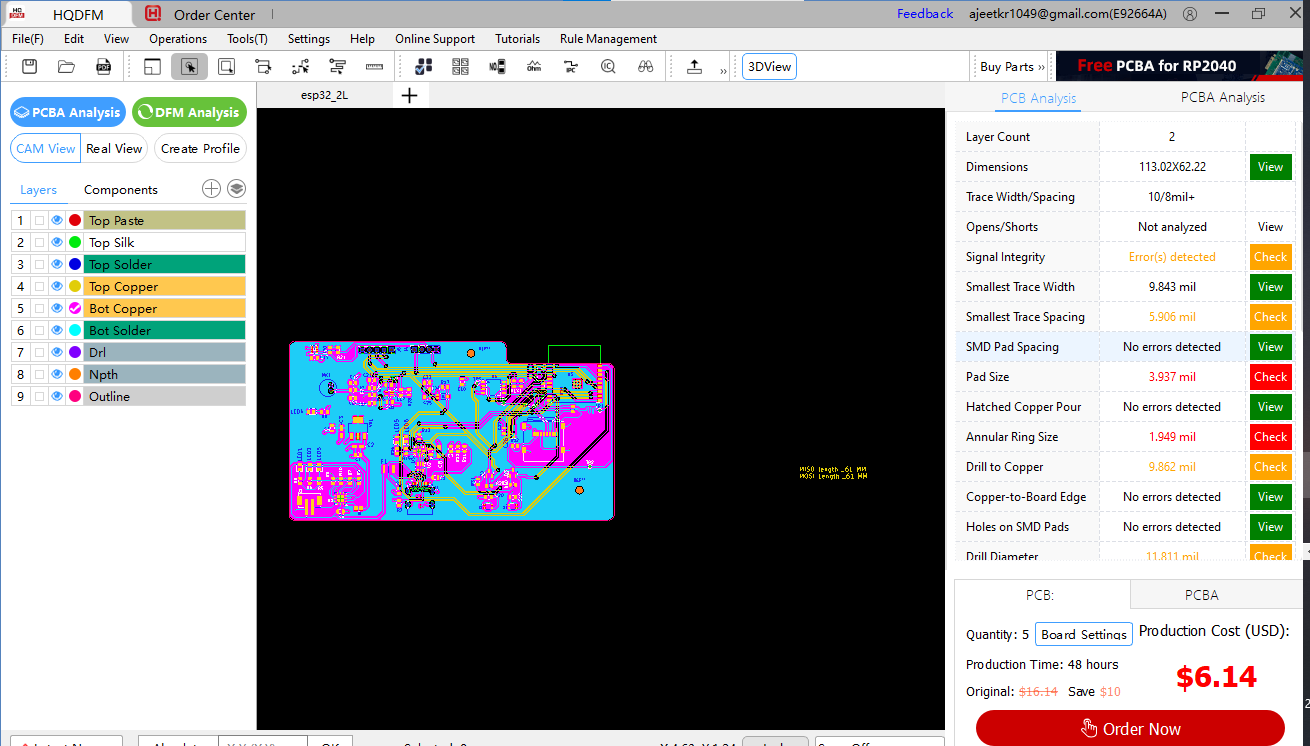 HQ DFM HQDFM Order Center
Feedback ajeetkr1049@gmail.com(E92664A)
File(F) Edit View Operations Tools(T) Settings Help Online Support Tutorials Rule Management
3DView Buy Parts ›› Free PCBA for RP2040
PCBA Analysis DFM Analysis
CAM View Real View Create Profile
Layers Components
1 Top Paste
2 Top Silk
3 Top Solder
4 Top Copper
5 Bot Copper
6 Bot Solder
7 Drl
8 Npth
9 Outline
esp32_2L +
MISO length _61 MM
MOSI length _61 MM
PCB Analysis PCBA Analysis
Layer Count 2
Dimensions 113.02X62.22 View
Trace Width/Spacing 10/8mil+
Opens/Shorts Not analyzed View
Signal Integrity Error(s) detected Check
Smallest Trace Width 9.843 mil View
Smallest Trace Spacing 5.906 mil Check
SMD Pad Spacing No errors detected View
Pad Size 3.937 mil Check
Hatched Copper Pour No errors detected View
Annular Ring Size 1.949 mil Check
Drill to Copper 9.862 mil Check
Copper-to-Board Edge No errors detected View
Holes on SMD Pads No errors detected View
Drill Diameter 11.811 mil Check
PCB: PCBA
Quantity: 5 Board Settings Production Cost (USD):
Production Time: 48 hours
$6.14
Original: $16.14 Save $10
Order Now